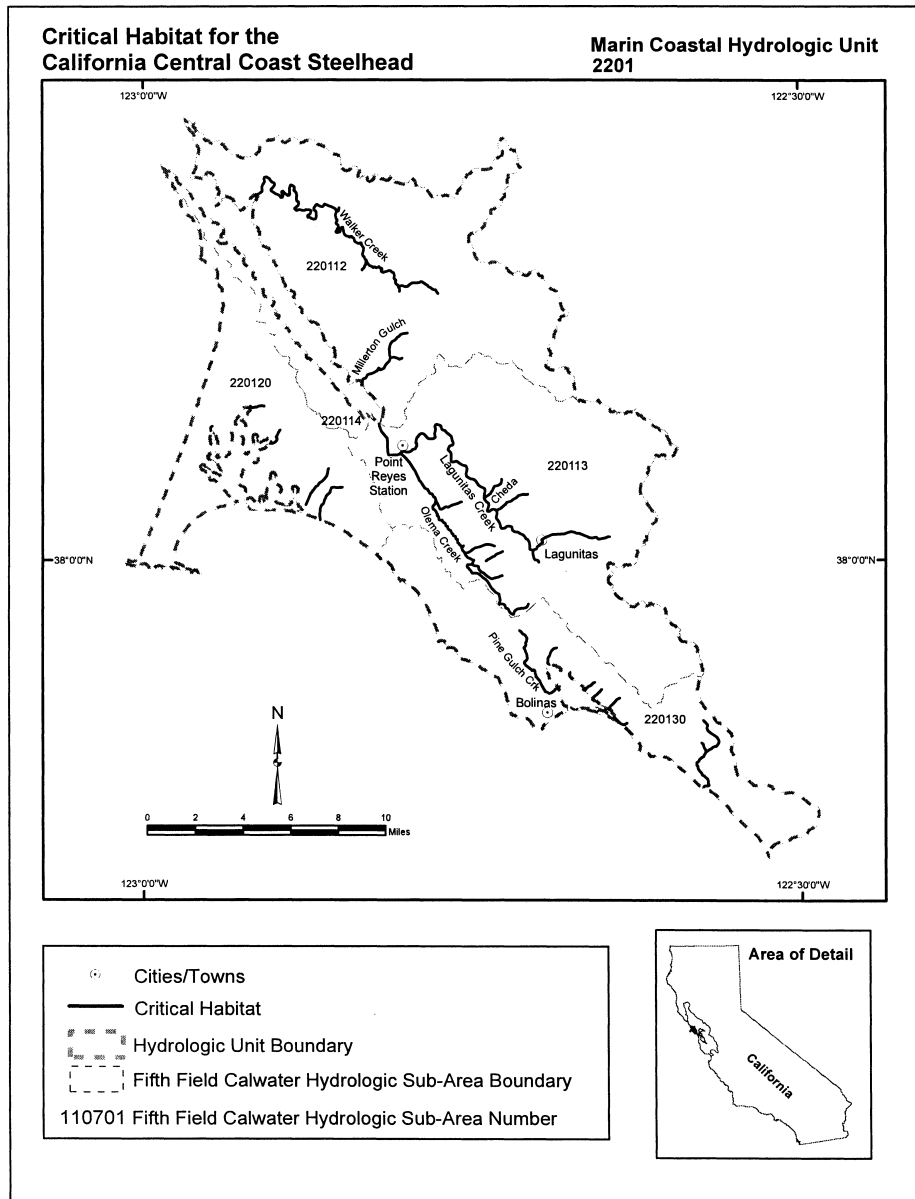 Critical Habitat for the
California Central Coast Steelhead
Marin Coastal Hydrologic Unit
2201
123°0'0"W
122°30'0"W
Walker Creek
220112
Millerton Gulch
220120
220114
Point
Reyes
Station
Lagunitas Creek
Cheda
220113
Olema Creek
Lagunitas
38°0'0"N
38°0'0"N
Pine Gulch Crk
Bolinas
220130
N
0 2 4 6 8 10
Miles
123°0'0"W
122°30'0"W
Cities/Towns
Critical Habitat
Hydrologic Unit Boundary
Fifth Field Calwater Hydrologic Sub-Area Boundary
110701 Fifth Field Calwater Hydrologic Sub-Area Number
Area of Detail
California